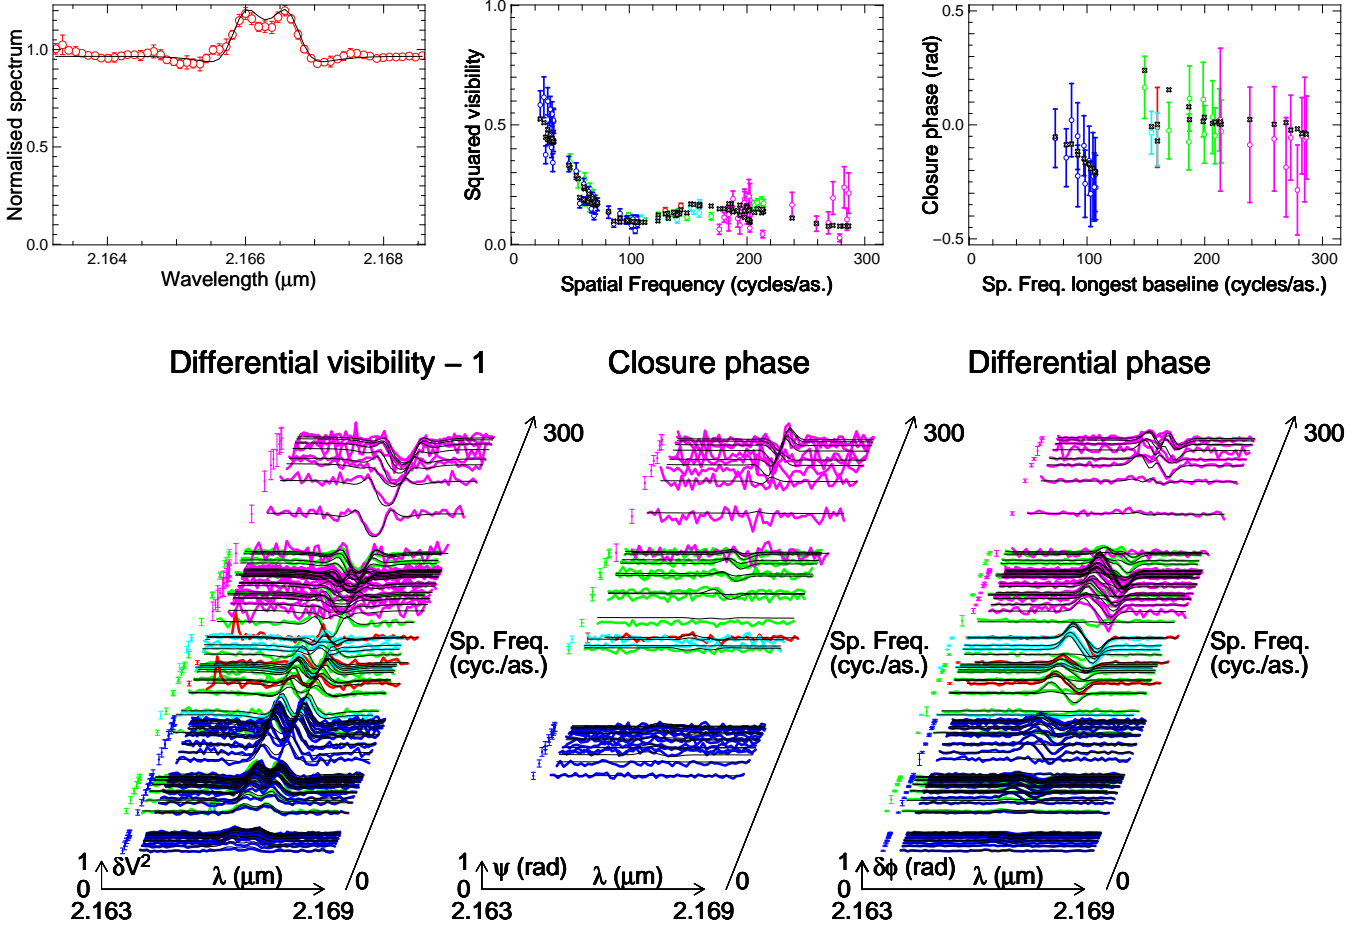 Normalised spectrum
1.0
0.5
0.0
2.164
2.166
2.168
Wavelength (μm)
Squared visibility
1.0
0.5
0.0
0
100
200
300
Spatial Frequency (cycles/as.)
Closure phase (rad)
0.5
0.0
−0.5
0
100
200
300
Sp. Freq. longest baseline (cycles/as.)
Differential visibility – 1
Closure phase
Differential phase
300
Sp. Freq.
(cyc./as.)
0
1
0
δV²
λ (μm)
2.163
2.169
300
Sp. Freq.
(cyc./as.)
0
1
0
ψ (rad)
λ (μm)
2.163
2.169
300
Sp. Freq.
(cyc./as.)
0
1
0
δϕ (rad)
λ (μm)
2.163
2.169